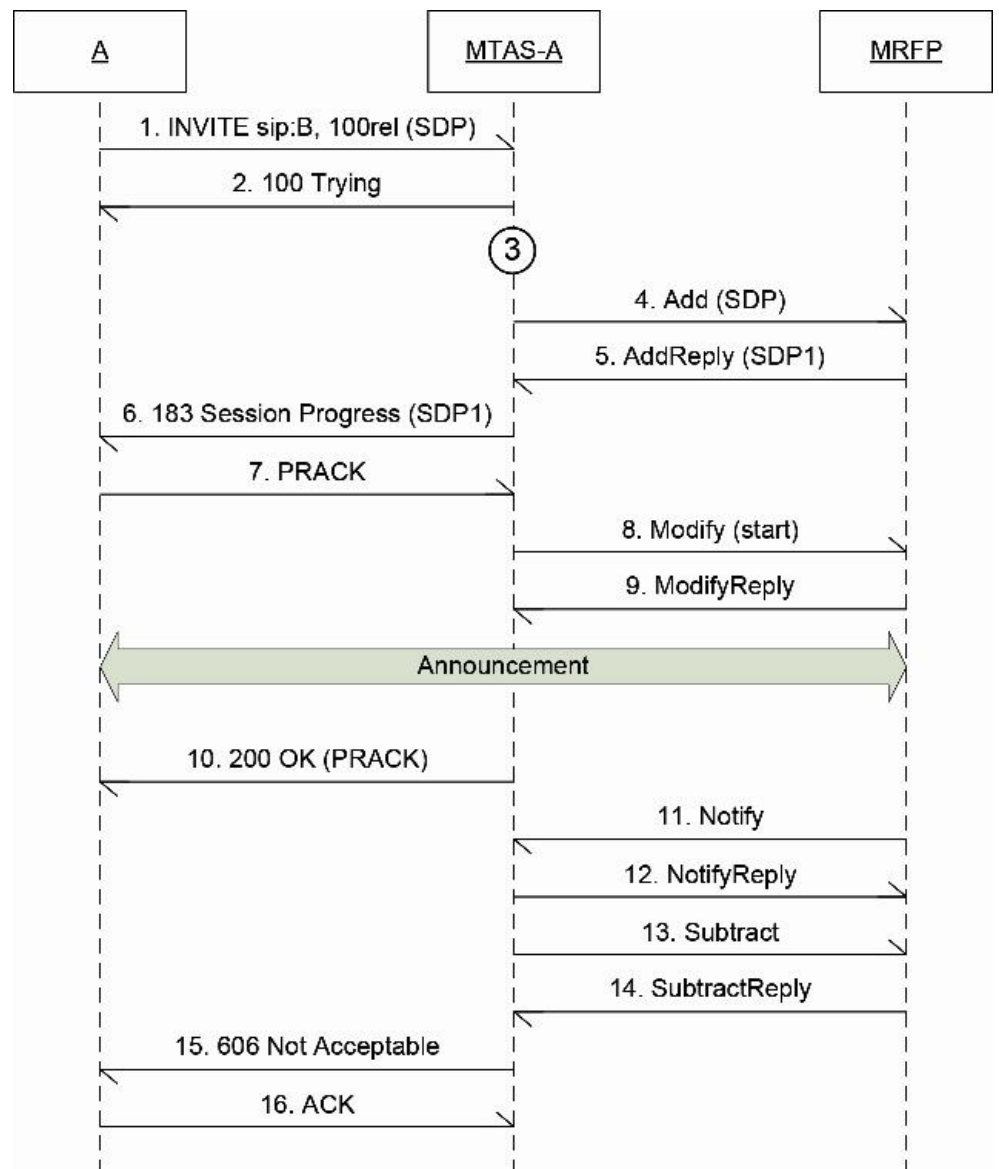 A
MTAS-A
MRFP
1. INVITE sip:B, 100rel (SDP)
2. 100 Trying
3
4. Add (SDP)
5. AddReply (SDP1)
6. 183 Session Progress (SDP1)
7. PRACK
8. Modify (start)
9. ModifyReply
Announcement
10. 200 OK (PRACK)
11. Notify
12. NotifyReply
13. Subtract
14. SubtractReply
15. 606 Not Acceptable
16. ACK